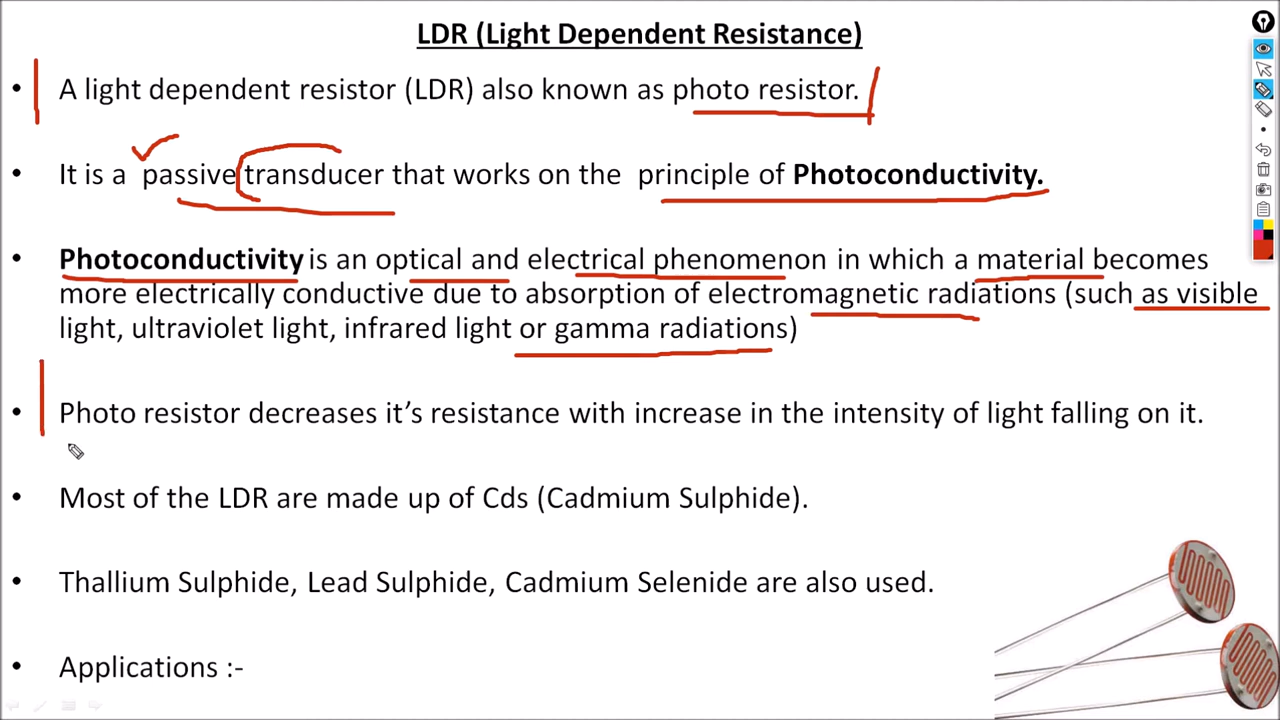 LDR (Light Dependent Resistance)
• A light dependent resistor (LDR) also known as photo resistor.
• It is a passive transducer that works on the principle of Photoconductivity.
• Photoconductivity is an optical and electrical phenomenon in which a material becomes
more electrically conductive due to absorption of electromagnetic radiations (such as visible
light, ultraviolet light, infrared light or gamma radiations)
• Photo resistor decreases it’s resistance with increase in the intensity of light falling on it.
• Most of the LDR are made up of Cds (Cadmium Sulphide).
• Thallium Sulphide, Lead Sulphide, Cadmium Selenide are also used.
• Applications :-